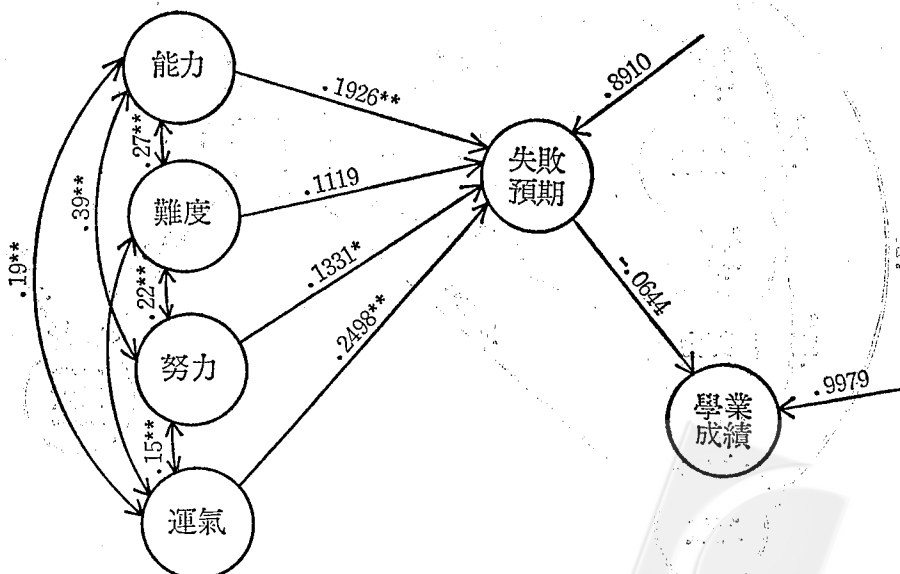 能力
.1926**
.8910
.27**
失敗
預期
難度
.1119
.39**
.19**
.22**
.1331*
.2498**
-.0644
努力
.9979
學業
成績
.15**
運氣